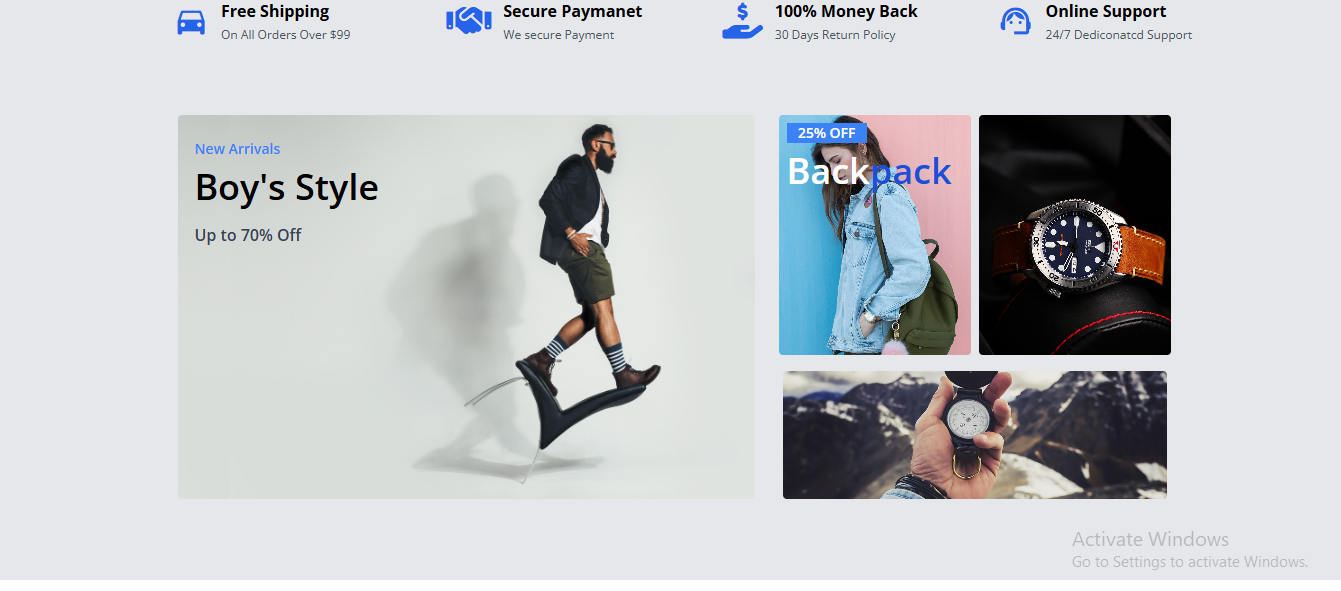 Free Shipping
On All Orders Over $99
Secure Paymanet
We secure Payment
100% Money Back
30 Days Return Policy
Online Support
24/7 Dediconatcd Support
New Arrivals
Boy's Style
Up to 70% Off
25% OFF
Backpack
Activate Windows
Go to Settings to activate Windows.